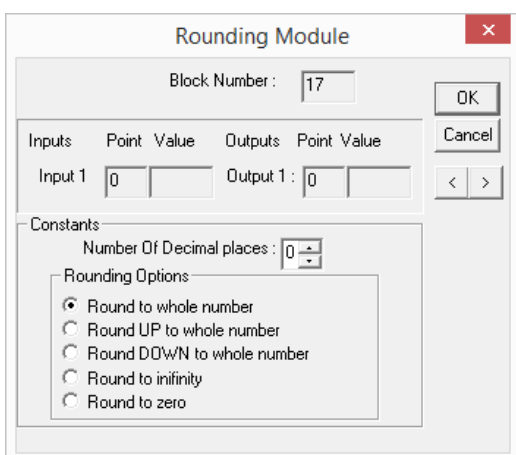 Rounding Module
Block Number : 17
OK
Cancel
Inputs Point Value Outputs Point Value
Input 1 0 Output 1 : 0
< >
Constants
Number Of Decimal places : 0
Rounding Options
Round to whole number
Round UP to whole number
Round DOWN to whole number
Round to inifinity
Round to zero